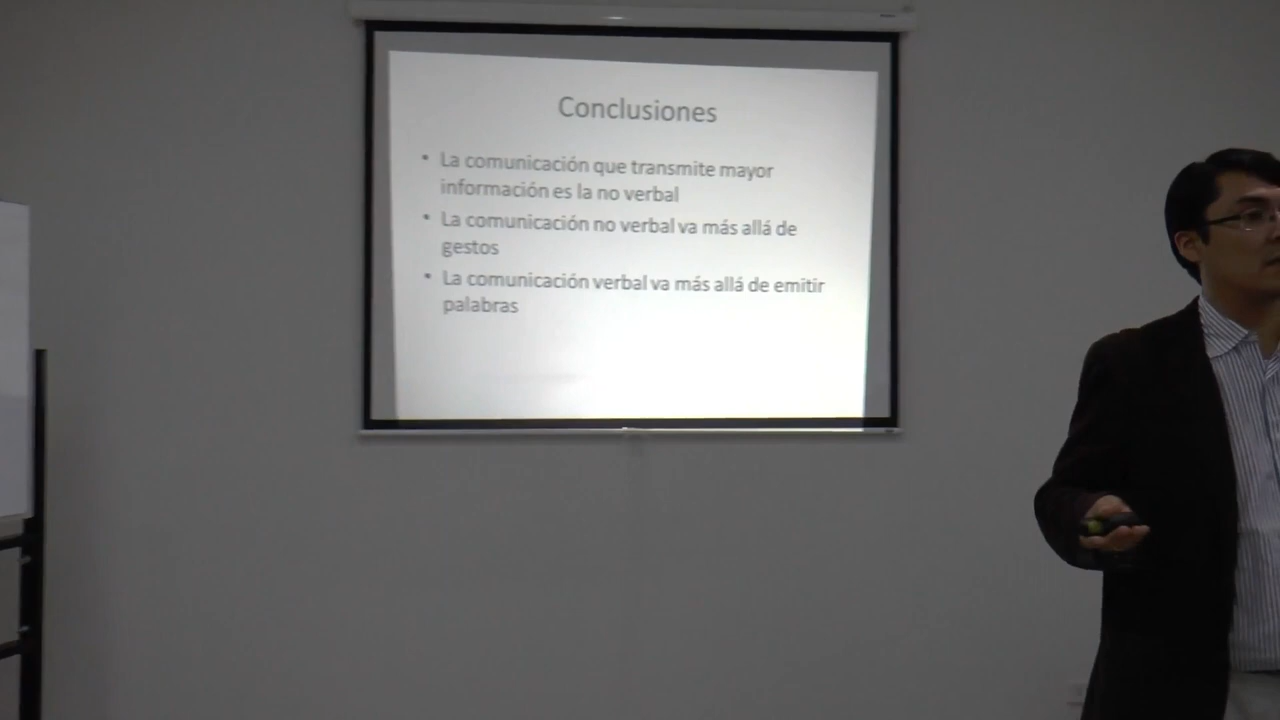 Conclusiones
• La comunicación que transmite mayor
información es la no verbal
• La comunicación no verbal va más allá de
gestos
• La comunicación verbal va más allá de emitir
palabras